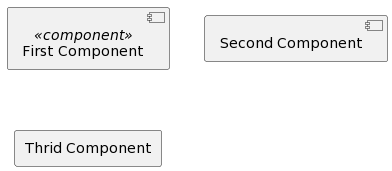 «component»
First Component
Second Component
Thrid Component